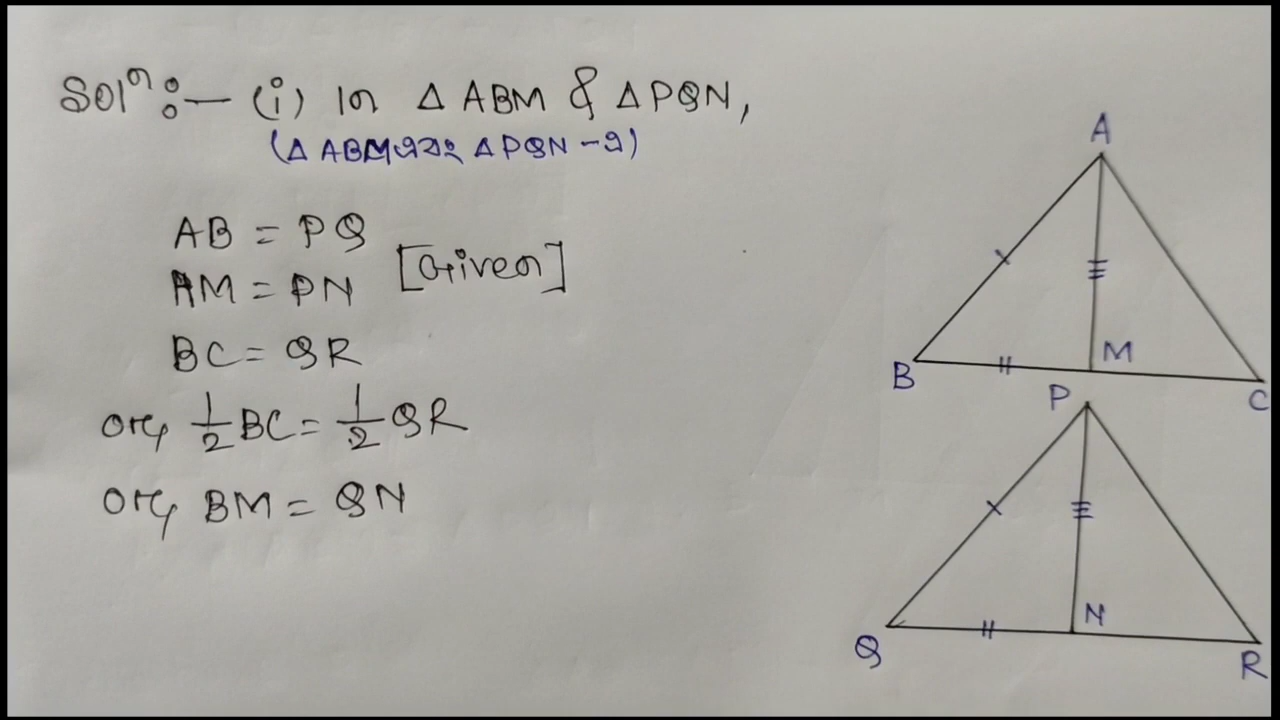 Solⁿ :— (i) In Δ ABM & Δ PQN,
(Δ ABM এবং Δ PQN -এ)
AB = PQ
AM = PN [Given]
BC = QR
or, 1/2 BC = 1/2 QR
or, BM = QN
A
B
M
C
P
Q
N
R